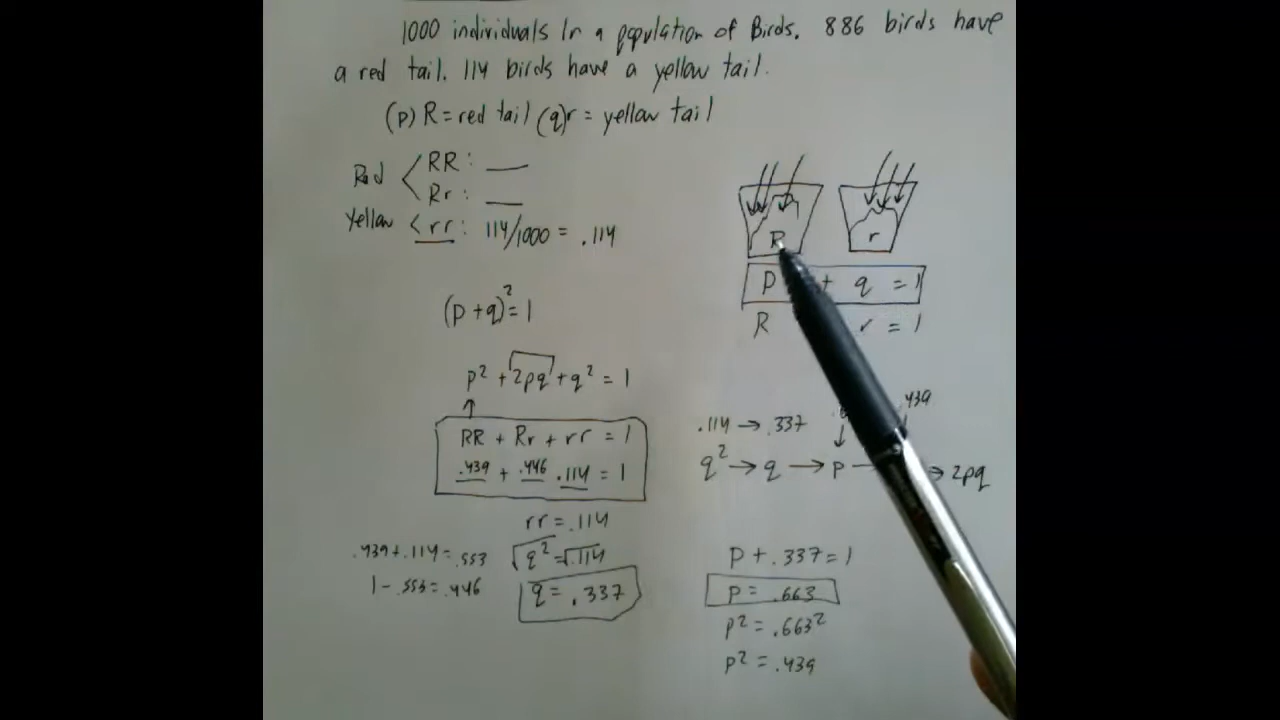 1000 individuals in a population of Birds. 886 birds have
a red tail. 114 birds have a yellow tail.
(p) R = red tail (q) r = yellow tail
Red < RR : __
Rr : __
Yellow < rr : 114/1000 = .114
R
r
p + q = 1
R r = 1
(p + q)² = 1
p² + 2pq + q² = 1
RR + Rr + rr = 1
.439 + .446 .114 = 1
rr = .114
√q² = √.114
q = .337
.439 + .114 = .553
1 - .553 = .446
.114 → .337 .439
q² → q → p → 2pq
p + .337 = 1
p = .663
p² = .663²
p² = .439